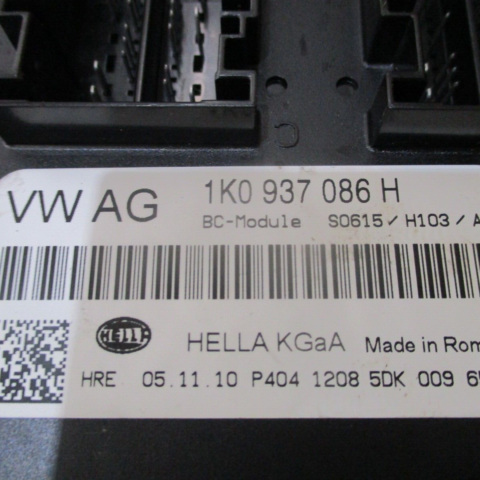 C
VW AG 1K0 937 086 H
BC-Module S0615/ H103/ A
HELLA
HELLA KGaA Made in Rom
HRE 05.11.10 P404 1208 5DK 009 6